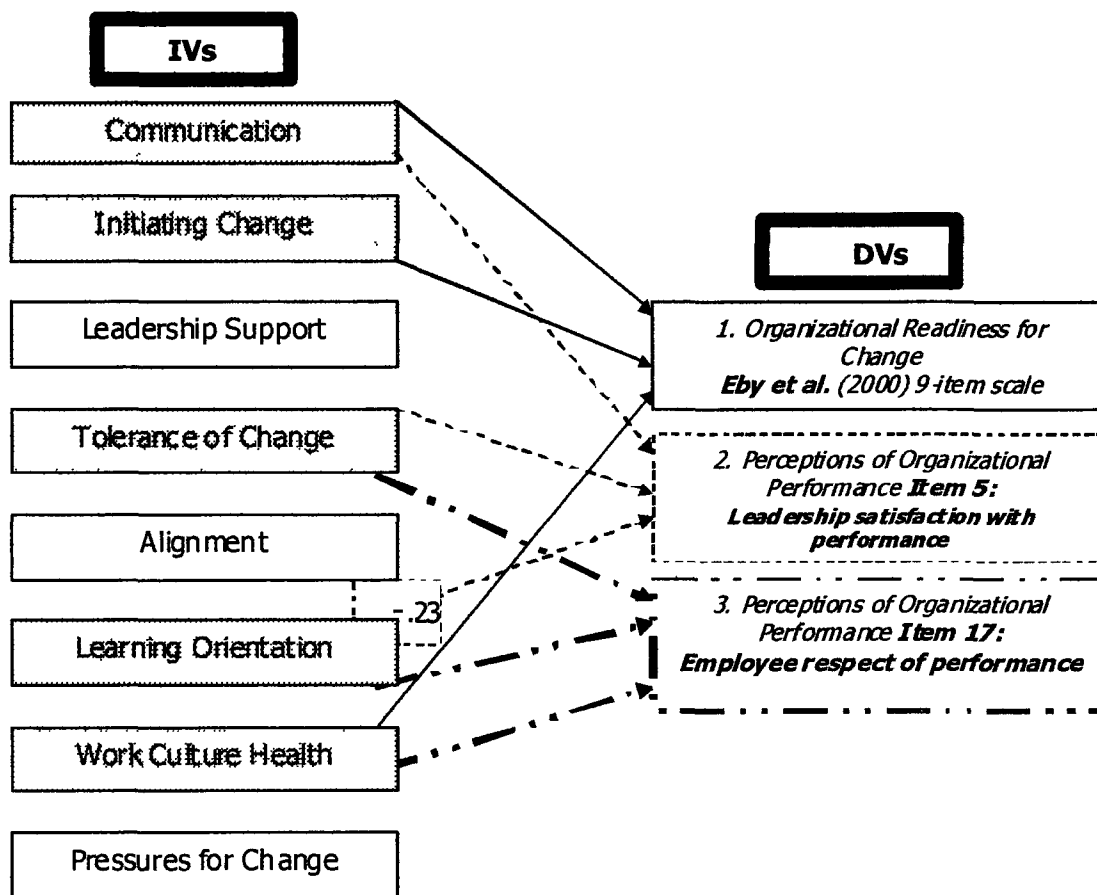 IVs
Communication
Initiating Change
Leadership Support
Tolerance of Change
Alignment
-.23
Learning Orientation
Work Culture Health
Pressures for Change
DVs
1. Organizational Readiness for
Change
Eby et al. (2000) 9-item scale
2. Perceptions of Organizational
Performance Item 5:
Leadership satisfaction with
performance
3. Perceptions of Organizational
Performance Item 17:
Employee respect of performance